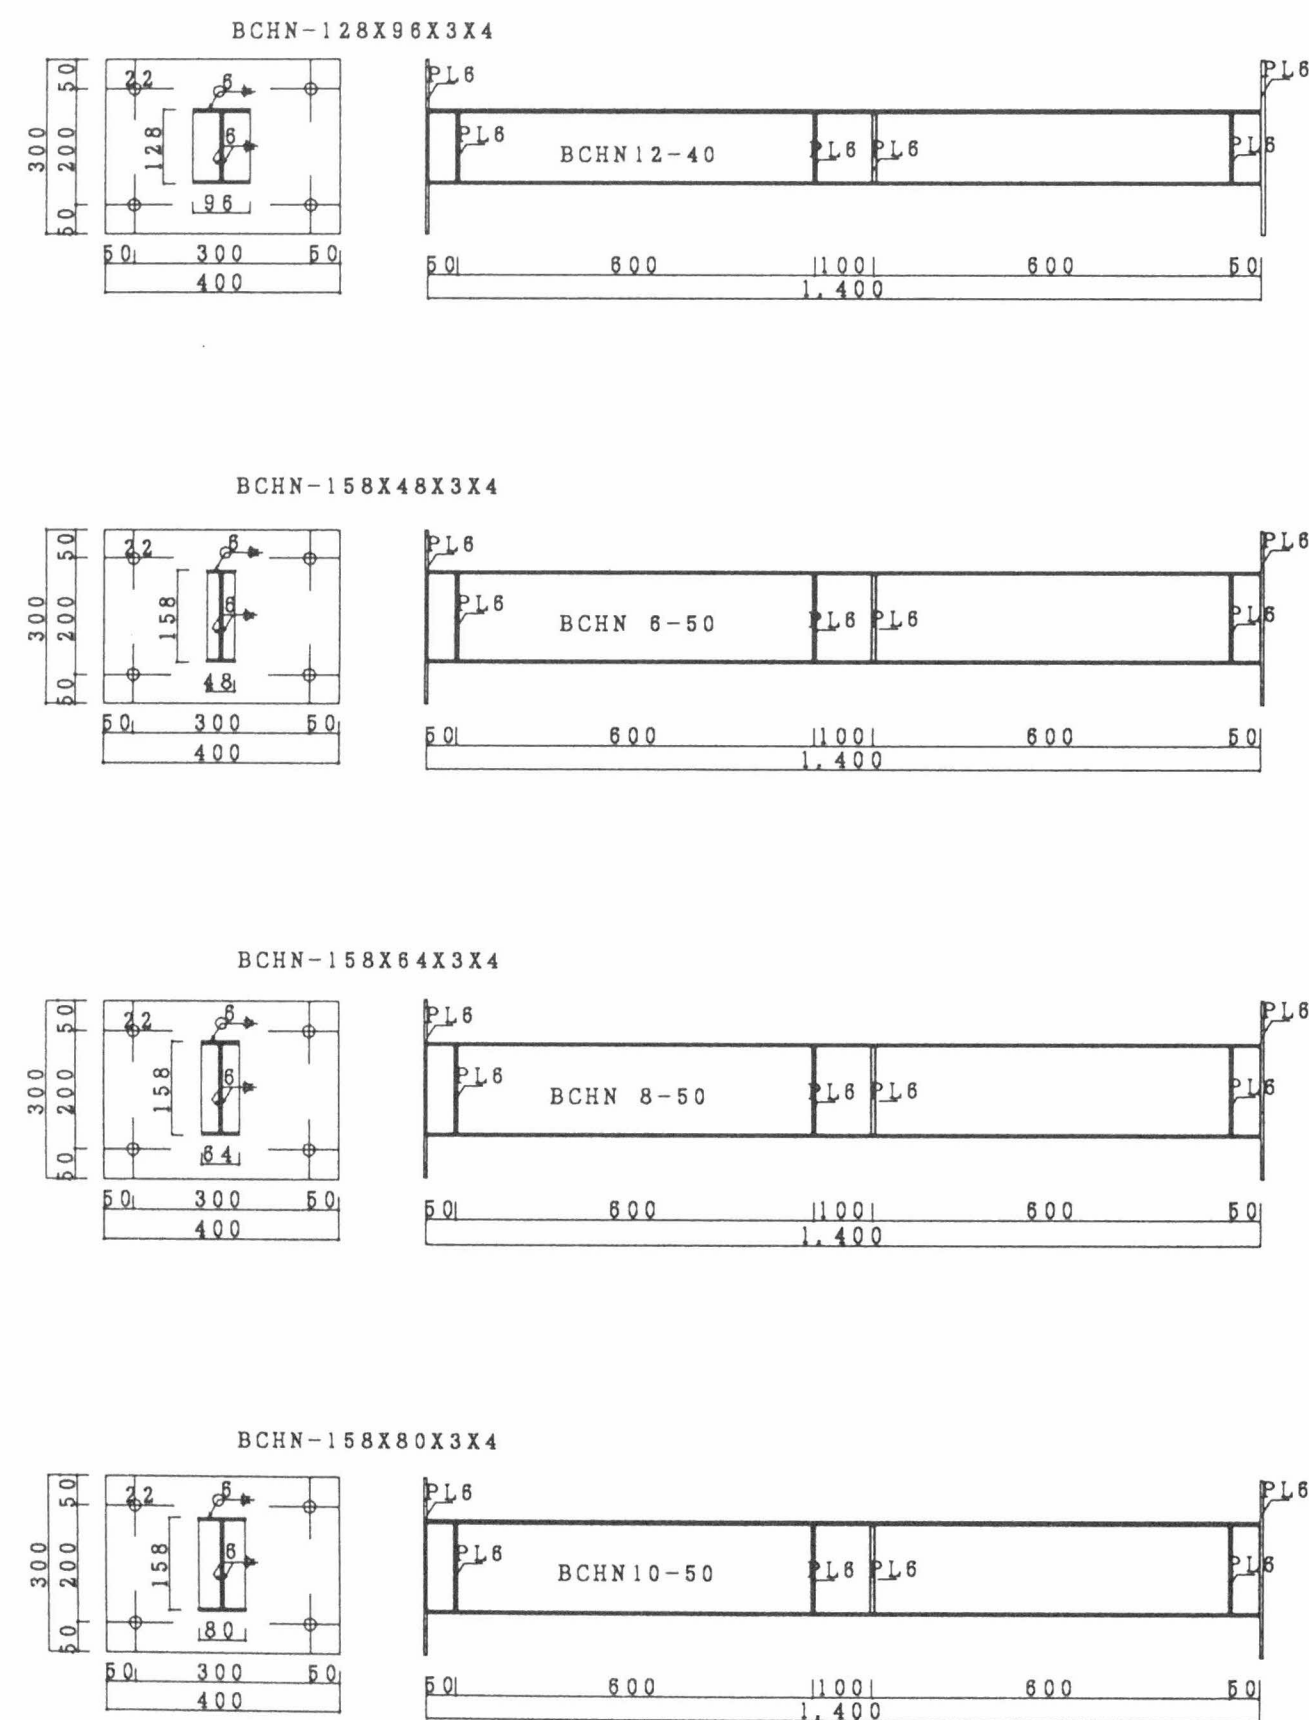 BCHN-128X96X3X4
50 200 50
300
22
6
6
128
96
50 300 50
400
PL6 PL6
PL6 PL6 PL6 PL6
BCHN12-40
50 600 100 600 50
1,400
BCHN-158X48X3X4
50 200 50
300
22
6
6
158
48
50 300 50
400
PL6 PL6
PL6 PL6 PL6 PL6
BCHN 6-50
50 600 100 600 50
1,400
BCHN-158X64X3X4
50 200 50
300
22
6
6
158
64
50 300 50
400
PL6 PL6
PL6 PL6 PL6 PL6
BCHN 8-50
50 600 100 600 50
1,400
BCHN-158X80X3X4
50 200 50
300
22
6
6
158
80
50 300 50
400
PL6 PL6
PL6 PL6 PL6 PL6
BCHN10-50
50 600 100 600 50
1,400